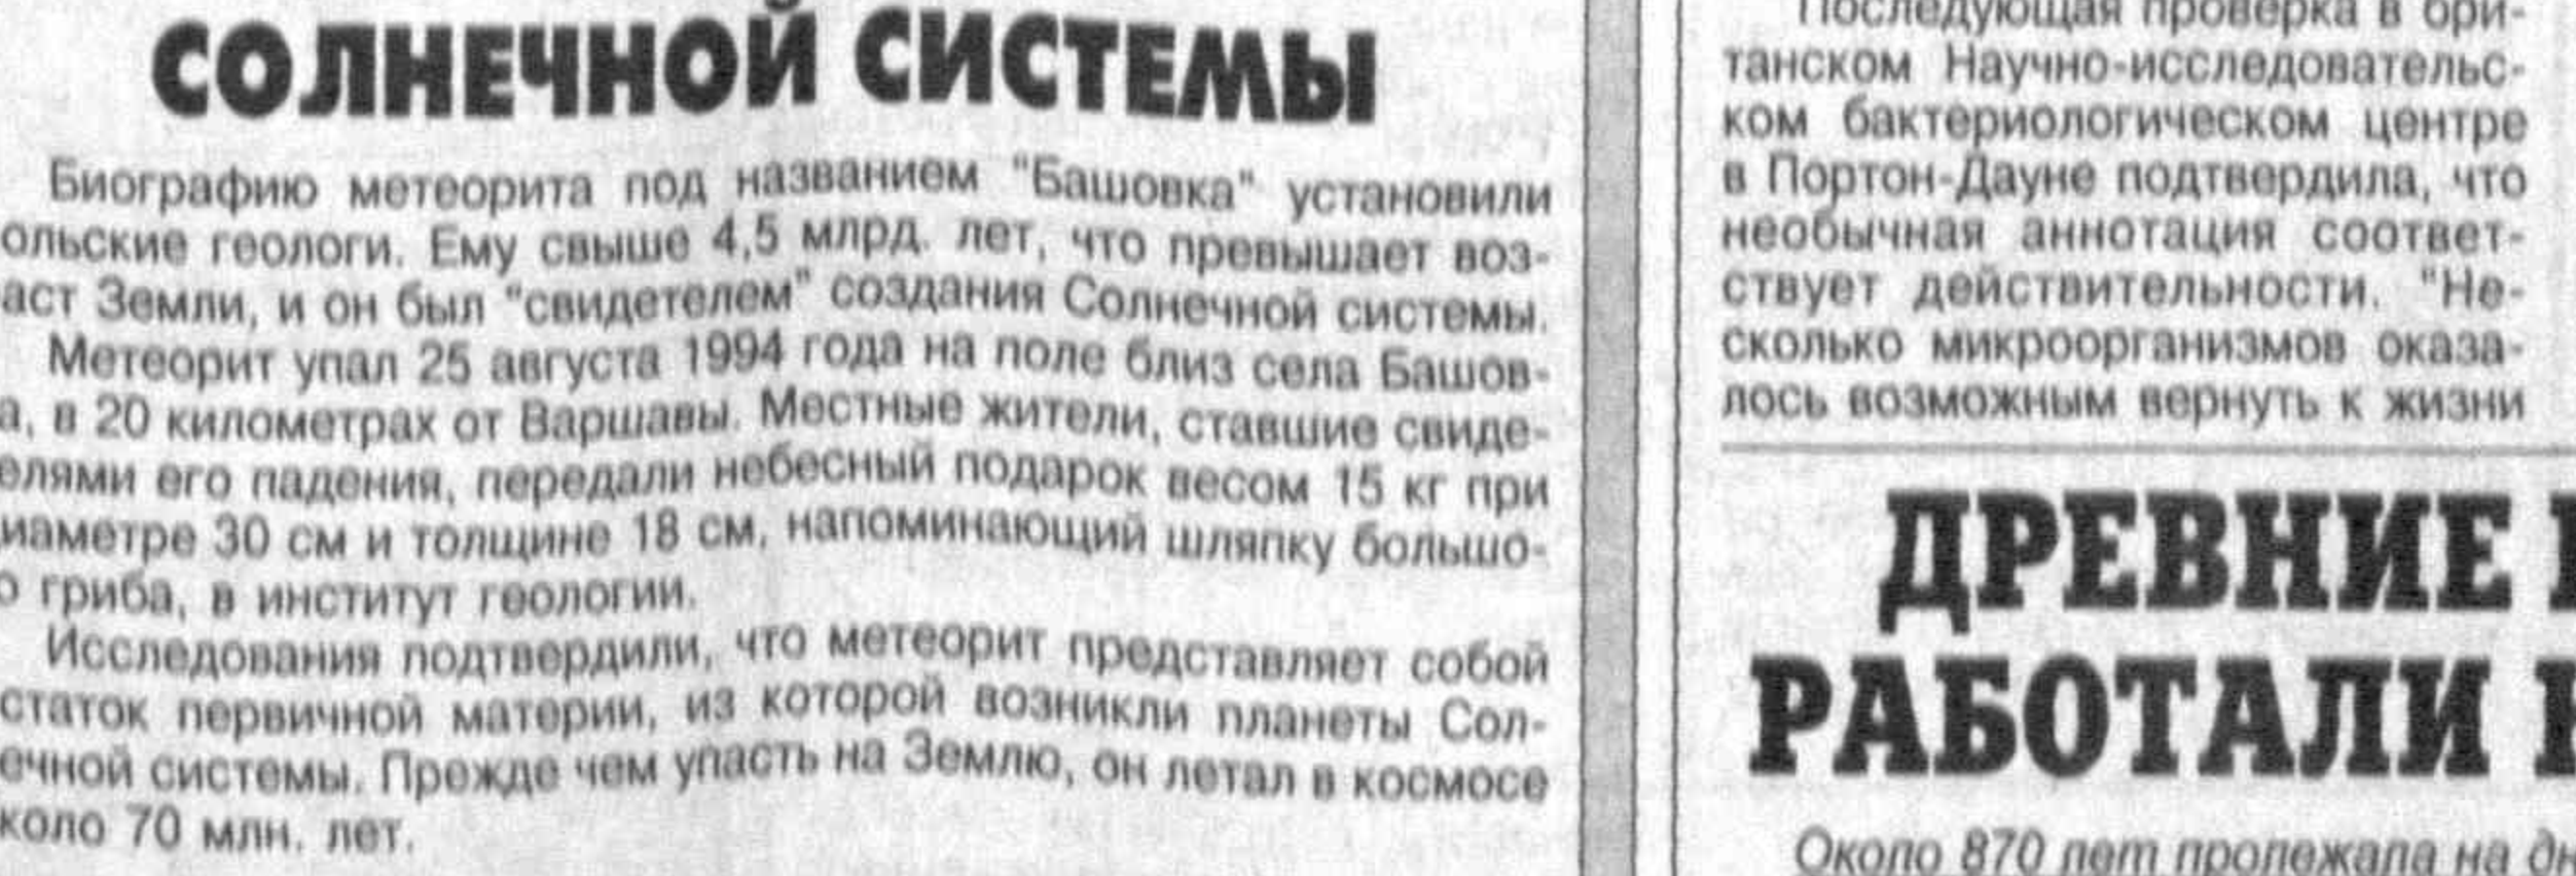 СОЛНЕЧНОЙ СИСТЕМЫ
Биографию метеорита под названием "Башовка" установили
ольские геологи. Ему свыше 4,5 млрд. лет, что превышает воз-
аст Земли, и он был "свидетелем" создания Солнечной системы.
Метеорит упал 25 августа 1994 года на поле близ села Башов-
а, в 20 километрах от Варшавы. Местные жители, ставшие свиде-
елями его падения, передали небесный подарок весом 15 кг при
иаметре 30 см и толщине 18 см, напоминающий шляпку большо-
о гриба, в институт геологии.
Исследования подтвердили, что метеорит представляет собой
статок первичной материи, из которой возникли планеты Сол-
ечной системы. Прежде чем упасть на Землю, он летал в космосе
коло 70 млн. лет.
Последующая проверка в бри-
танском Научно-исследовательс-
ком бактериологическом центре
в Портон-Дауне подтвердила, что
необычная аннотация соответ-
ствует действительности. "Не-
сколько микроорганизмов оказа-
лось возможным вернуть к жизни
ДРЕВНИЕ
РАБОТАЛИ
Около 870 лет пролежала на дн